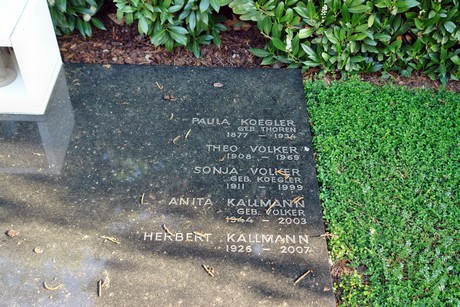 PAULA KOEGLER
GEB. THOREN
1877 – 1934
THEO VOLKER
1908 – 1969
SONJA VOLKER
GEB. KOEGLER
1911 – 1999
ANITA KALLMANN
GEB. VOLKER
1944 – 2003
HERBERT KALLMANN
1926 – 2007